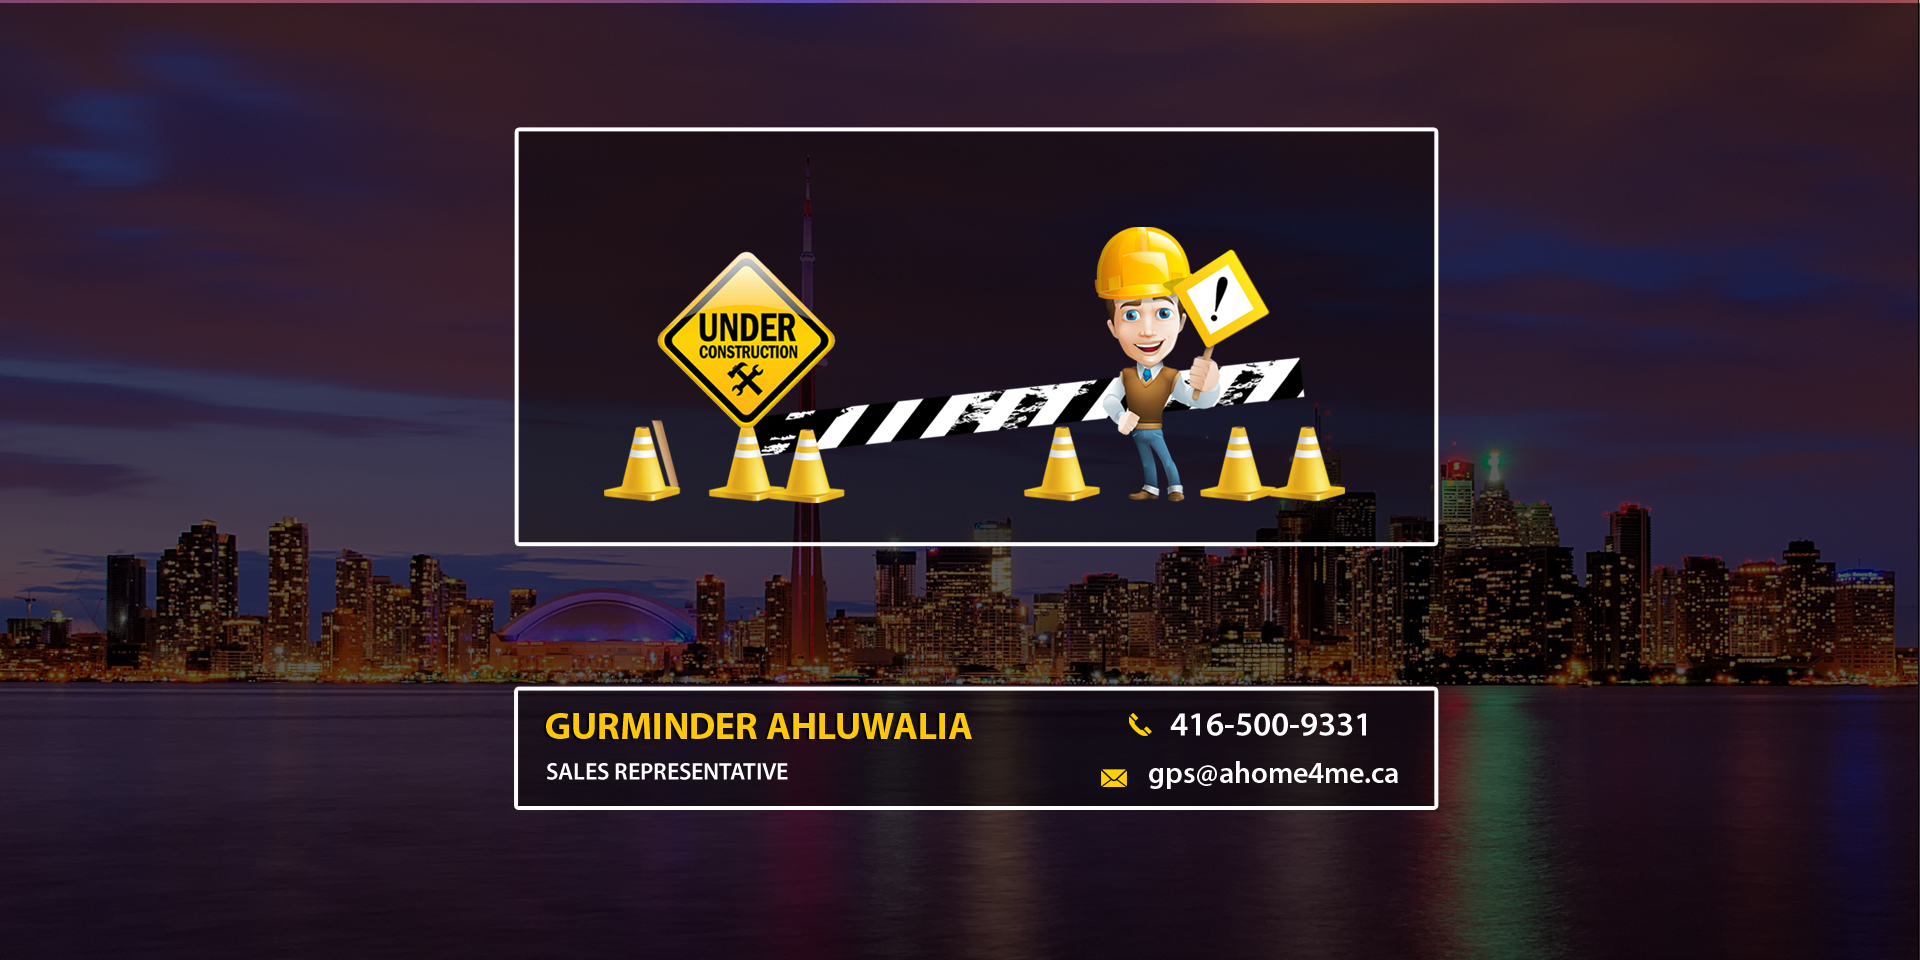 UNDER
CONSTRUCTION
!
GURMINDER AHLUWALIA
SALES REPRESENTATIVE
416-500-9331
gps@ahome4me.ca